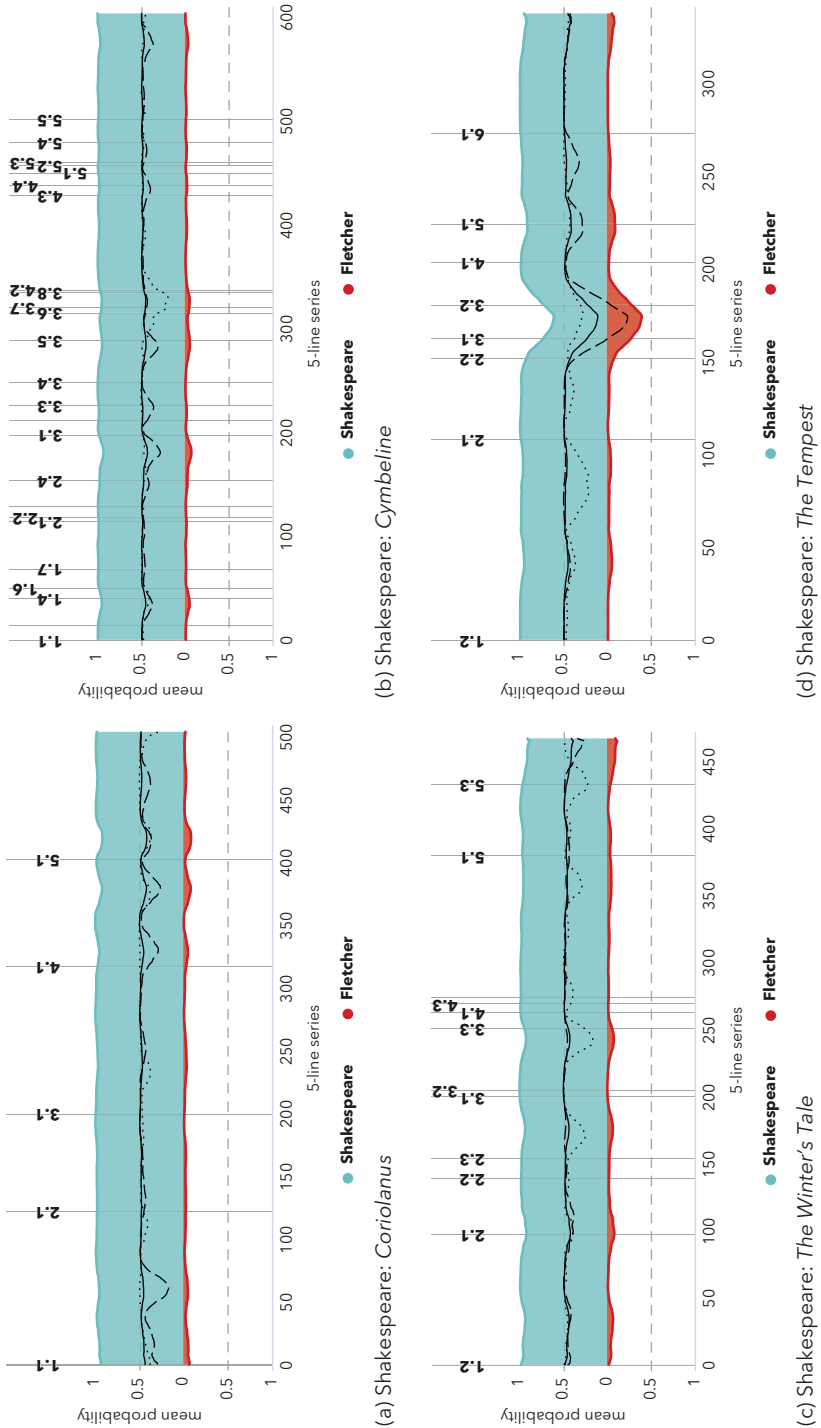 1.1 2.1 3.1 4.1 5.1
mean probability
1
0.5
0
0.5
1
0 50 100 150 200 250 300 350 400 450 500
5-line series
Shakespeare Fletcher
(a) Shakespeare: Coriolanus
1.1 1.4 1.6 1.7 2.1 2.2 2.4 3.1 3.3 3.4 3.5 3.6 3.7 3.8 4.2 4.3 4.4 5.1 5.2 5.3 5.4 5.5
mean probability
1
0.5
0
0.5
1
0 100 200 300 400 500 600
5-line series
Shakespeare Fletcher
(b) Shakespeare: Cymbeline
1.2 2.1 2.2 2.3 3.1 3.2 3.3 4.1 4.3 5.1 5.3
mean probability
1
0.5
0
0.5
1
0 50 100 150 200 250 300 350 400 450
5-line series
Shakespeare Fletcher
(c) Shakespeare: The Winter's Tale
1.2 2.1 2.2 3.1 3.2 4.1 5.1 6.1
mean probability
1
0.5
0
0.5
1
0 50 100 150 200 250 300
5-line series
Shakespeare Fletcher
(d) Shakespeare: The Tempest